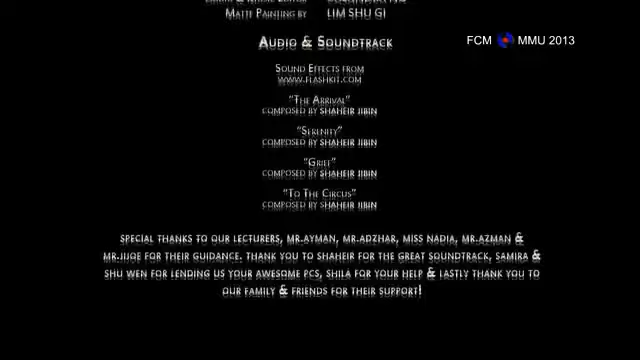 Matte Painting by LIM SHU GI
Audio & Soundtrack
FCM MMU 2013
Sound Effects from
www.flashkit.com
"The Arrival"
composed by Shaheir Jibin
"Serenity"
composed by Shaheir Jibin
"Grief"
composed by Shaheir Jibin
"To The Circus"
composed by Shaheir Jibin
special thanks to our lecturers, mr.ayman, mr.adzhar, miss nadia, mr.azman &
mr.jijoe for their guidance. thank you to shaheir for the great soundtrack, samira &
shu wen for lending us your awesome pcs, shila for your help & lastly thank you to
our family & friends for their support!